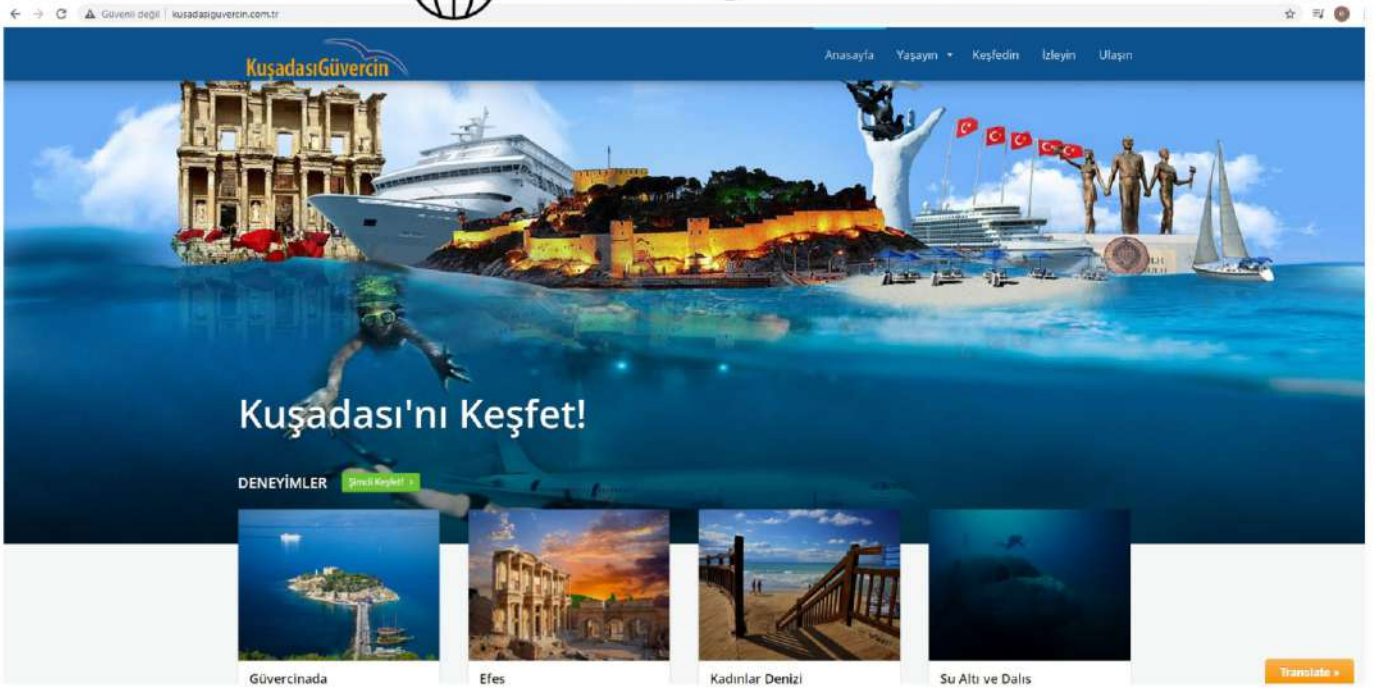 Güvenli değil kusadasiguvercin.com.tr
KuşadasıGüvercin
Anasayfa Yaşayın Keşfedin İzleyin Ulaşın
Kuşadası'nı Keşfet!
DENEYİMLER Şimdi Keşfet! >
Güvercinada Efes Kadınlar Denizi Su Altı ve Dalış
Translate »